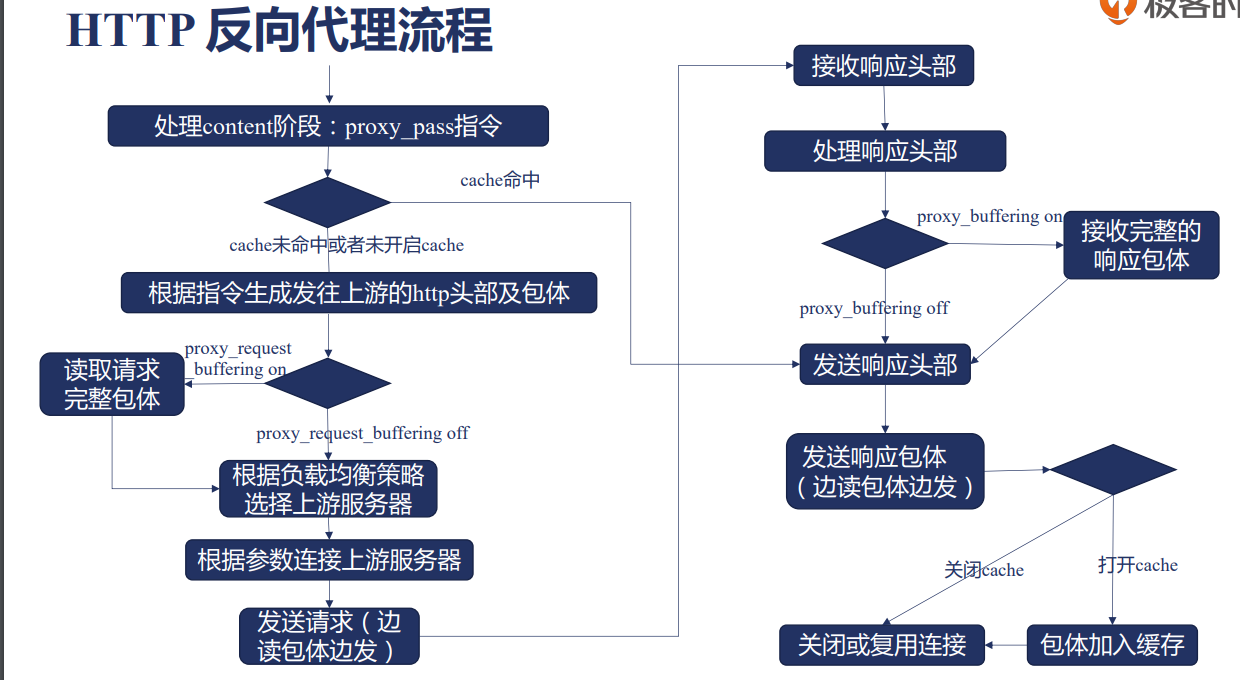 HTTP 反向代理流程
极客时
处理content阶段：proxy_pass指令
cache命中
cache未命中或者未开启cache
根据指令生成发往上游的http头部及包体
proxy_request
_buffering on
读取请求
完整包体
proxy_request_buffering off
根据负载均衡策略
选择上游服务器
根据参数连接上游服务器
发送请求（边
读包体边发）
接收响应头部
处理响应头部
proxy_buffering on
接收完整的
响应包体
proxy_buffering off
发送响应头部
发送响应包体
（边读包体边发）
关闭cache
打开cache
关闭或复用连接
包体加入缓存